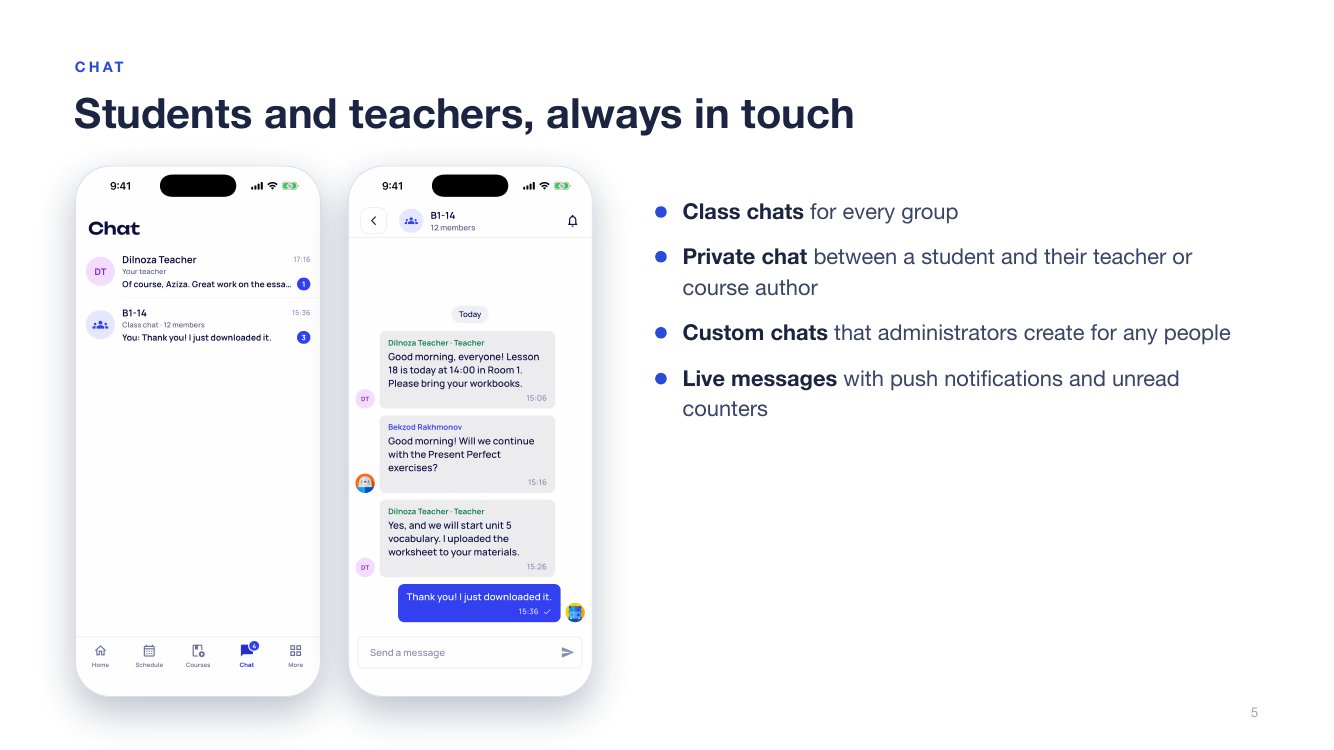 CHAT
Students and teachers, always in touch
9:41
Chat
DT
Dilnoza Teacher
17:16
Your teacher
Of course, Aziza. Great work on the essa...
1
B1-14
15:36
Class chat · 12 members
You: Thank you! I just downloaded it.
3
Home
Schedule
Courses
4
Chat
More
9:41
B1-14
12 members
Today
Dilnoza Teacher · Teacher
Good morning, everyone! Lesson
18 is today at 14:00 in Room 1.
Please bring your workbooks.
15:06
DT
Bekzod Rakhmonov
Good morning! Will we continue
with the Present Perfect
exercises?
15:16
Dilnoza Teacher · Teacher
Yes, and we will start unit 5
vocabulary. I uploaded the
worksheet to your materials.
15:26
DT
Thank you! I just downloaded it.
15:36
Send a message
Class chats for every group
Private chat between a student and their teacher or
course author
Custom chats that administrators create for any people
Live messages with push notifications and unread
counters
5